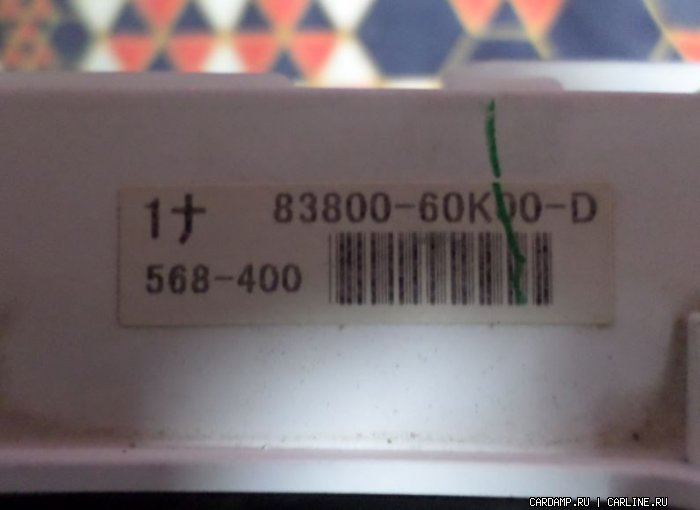 1ナ 83800-60K00-D
568-400
CARDAMP.RU | CARLINE.RU